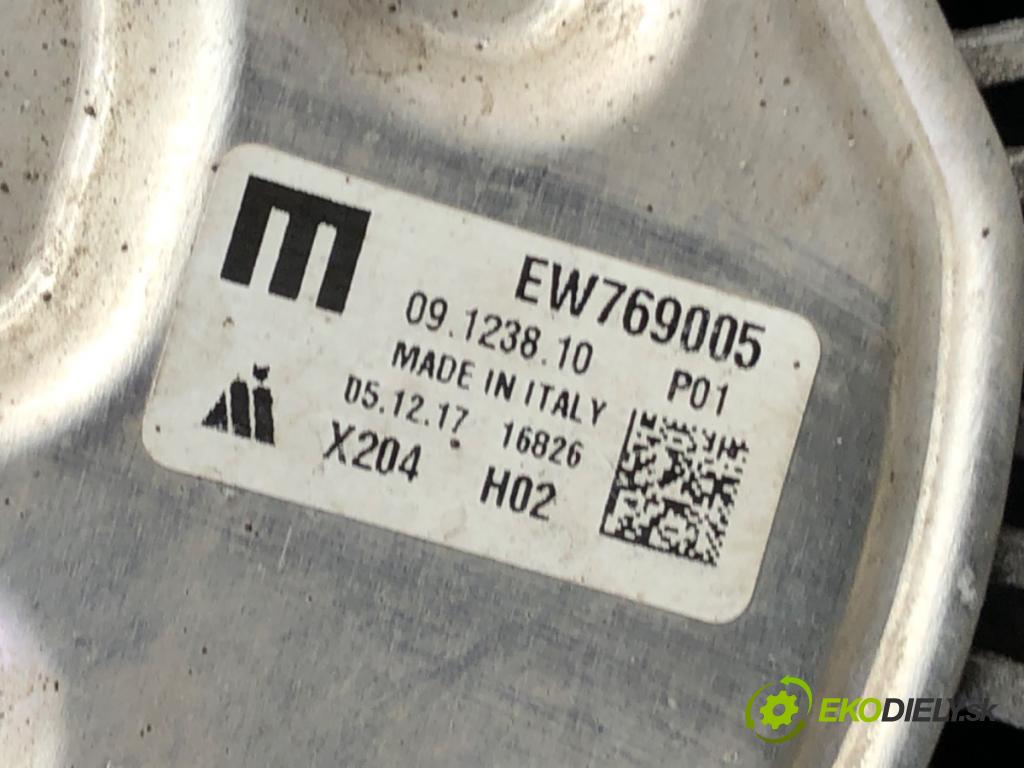 m
EW769005
09.1238.10 P01
MADE IN ITALY
05.12.17 16826
X204 H02
EKODIELY.sk